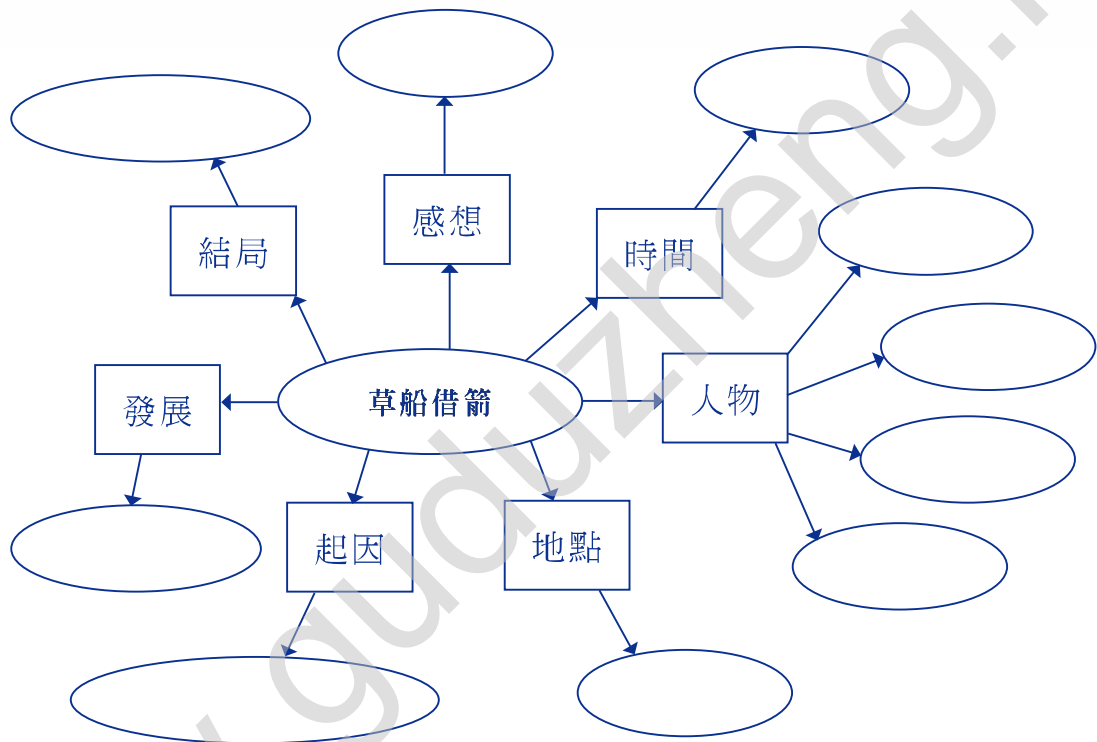 感想
結局
時間
草船借箭
人物
發展
起因
地點
guduzheng.